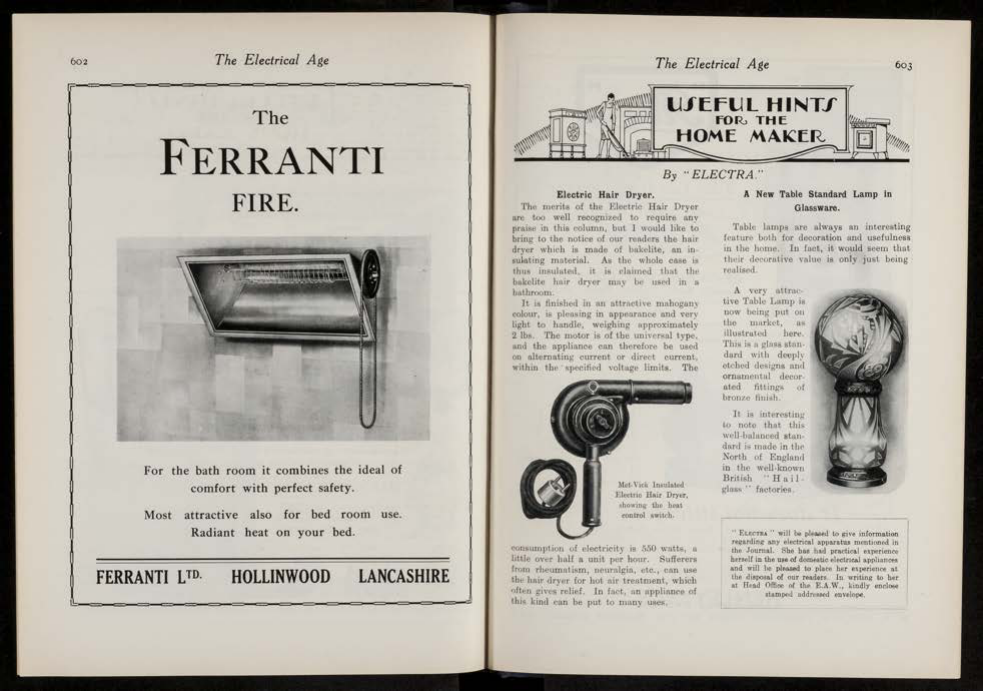 602
The Electrical Age
The
FERRANTI
FIRE.
For the bath room it combines the ideal of
comfort with perfect safety.
Most attractive also for bed room use.
Radiant heat on your bed.
FERRANTI LTD. HOLLINWOOD LANCASHIRE
The Electrical Age
603
USEFUL HINTS
FOR THE
HOME MAKER
By "ELECTRA."
Electric Hair Dryer.
The merits of the Electric Hair Dryer
are too well recognized to require any
praise in this column, but I would like to
bring to the notice of our readers the hair
dryer which is made of bakelite, an in-
sulating material. As the whole case is
thus insulated, it is claimed that the
bakelite hair dryer may be used in a
bathroom.
It is finished in an attractive mahogany
colour, is pleasing in appearance and very
light to handle, weighing approximately
2 lbs. The motor is of the universal type,
and the appliance can therefore be used
on alternating current or direct current,
within the specified voltage limits. The
Met-Vick Insulated
Electric Hair Dryer,
showing the heat
control switch.
consumption of electricity is 550 watts, a
little over half a unit per hour. Sufferers
from rheumatism, neuralgia, etc., can use
the hair dryer for hot air treatment, which
often gives relief. In fact, an appliance of
this kind can be put to many uses.
A New Table Standard Lamp in
Glassware.
Table lamps are always an interesting
feature both for decoration and usefulness
in the home. In fact, it would seem that
their decorative value is only just being
realised.
A very attrac-
tive Table Lamp is
now being put on
the market, as
illustrated here.
This is a glass stan-
dard with deeply
etched designs and
ornamental decor-
ated fittings of
bronze finish.
It is interesting
to note that this
well-balanced stan-
dard is made in the
North of England
in the well-known
British "Hail-
glass" factories.
"ELECTRA" will be pleased to give information
regarding any electrical apparatus mentioned in
the Journal. She has had practical experience
herself in the use of domestic electrical appliances
and will be pleased to place her experience at
the disposal of our readers. In writing to her
at Head Office of the E.A.W., kindly enclose
stamped addressed envelope.